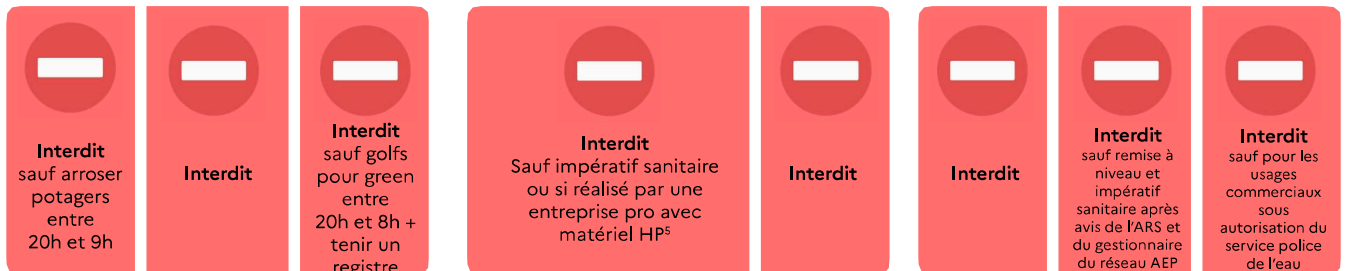 Interdit
sauf arroser
potagers
entre
20h et 9h
Interdit
Interdit
sauf golfs
pour green
entre
20h et 8h +
tenir un
registre
Interdit
Sauf impératif sanitaire
ou si réalisé par une
entreprise pro avec
matériel HP⁵
Interdit
Interdit
Interdit
sauf remise à
niveau et
impératif
sanitaire après
avis de l'ARS et
du gestionnaire
du réseau AEP
Interdit
sauf pour les
usages
commerciaux
sous
autorisation du
service police
de l'eau